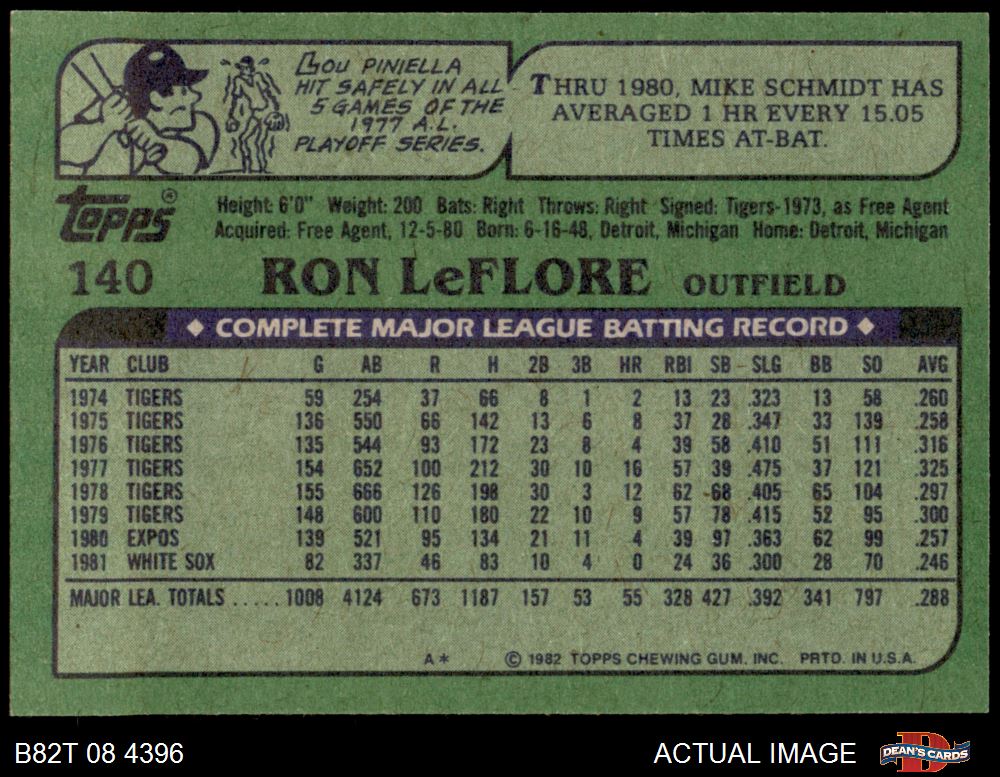 LOU PINIELLA
HIT SAFELY IN ALL
5 GAMES OF THE
1977 A.L.
PLAYOFF SERIES.
THRU 1980, MIKE SCHMIDT HAS
AVERAGED 1 HR EVERY 15.05
TIMES AT-BAT.
Topps®
Height: 6'0" Weight: 200 Bats: Right Throws: Right Signed: Tigers-1973, as Free Agent
Acquired: Free Agent, 12-5-80 Born: 6-16-48, Detroit, Michigan Home: Detroit, Michigan
140 RON LeFLORE OUTFIELD
◆ COMPLETE MAJOR LEAGUE BATTING RECORD ◆
YEAR CLUB G AB R H 2B 3B HR RBI SB SLG BB SO AVG
1974 TIGERS 59 254 37 66 8 1 2 13 23 .323 13 58 .260
1975 TIGERS 136 550 66 142 13 6 8 37 28 .347 33 139 .258
1976 TIGERS 135 544 93 172 23 8 4 39 58 .410 51 111 .316
1977 TIGERS 154 652 100 212 30 10 16 57 39 .475 37 121 .325
1978 TIGERS 155 666 126 198 30 3 12 62 68 .405 65 104 .297
1979 TIGERS 148 600 110 180 22 10 9 57 78 .415 52 95 .300
1980 EXPOS 139 521 95 134 21 11 4 39 97 .363 62 99 .257
1981 WHITE SOX 82 337 46 83 10 4 0 24 36 .300 28 70 .246
MAJOR LEA. TOTALS ..... 1008 4124 673 1187 157 53 55 328 427 .392 341 797 .288
A* © 1982 TOPPS CHEWING GUM, INC. PRTD. IN U.S.A.
B82T 08 4396 ACTUAL IMAGE DEAN'S CARDS